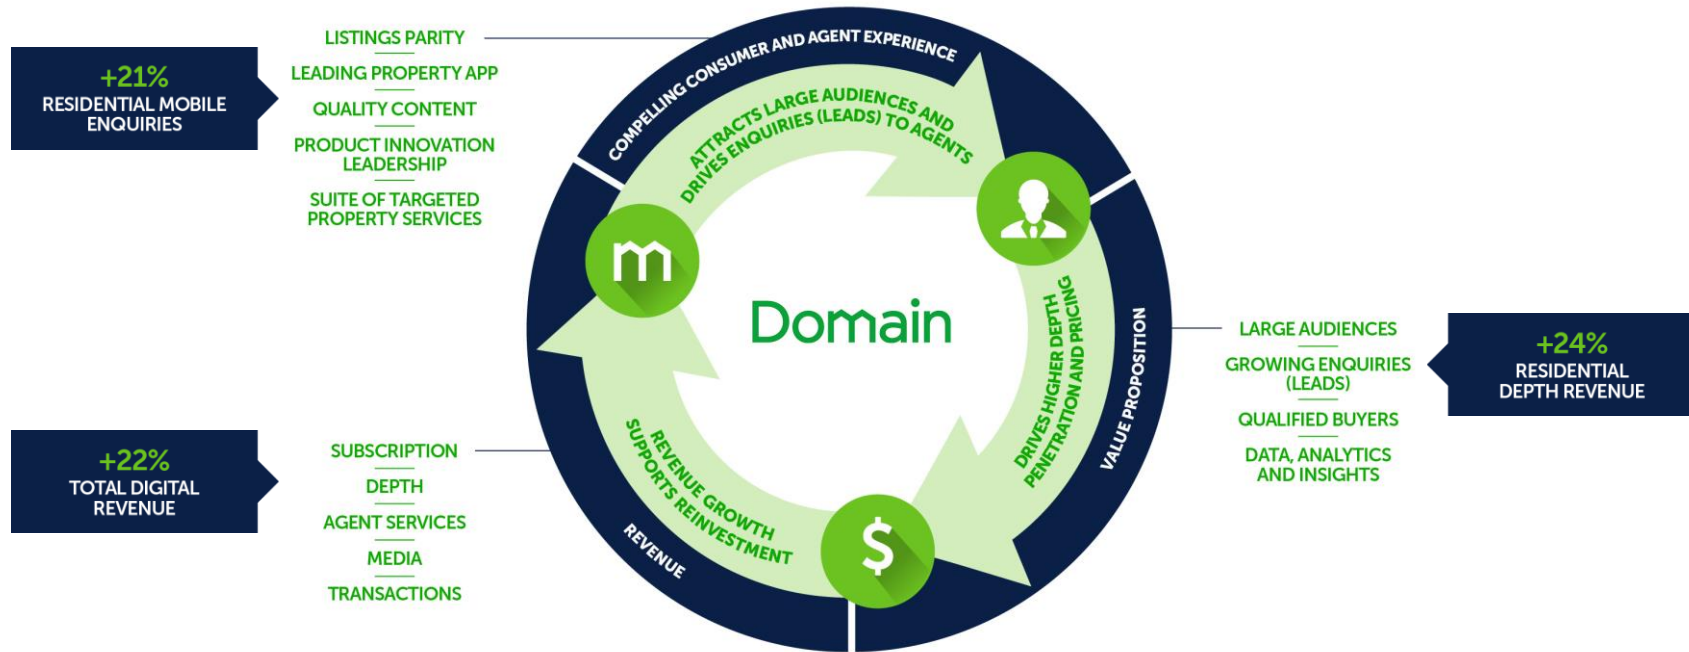 +21%
RESIDENTIAL MOBILE
ENQUIRIES
LISTINGS PARITY
LEADING PROPERTY APP
QUALITY CONTENT
PRODUCT INNOVATION
LEADERSHIP
SUITE OF TARGETED
PROPERTY SERVICES
COMPELLING CONSUMER AND AGENT EXPERIENCE
ATTRACTS LARGE AUDIENCES AND
DRIVES ENQUIRIES (LEADS) TO AGENTS
m
Domain
DRIVES HIGHER DEPTH
PENETRATION AND PRICING
VALUE PROPOSITION
LARGE AUDIENCES
GROWING ENQUIRIES
(LEADS)
QUALIFIED BUYERS
DATA, ANALYTICS
AND INSIGHTS
+24%
RESIDENTIAL
DEPTH REVENUE
+22%
TOTAL DIGITAL
REVENUE
SUBSCRIPTION
DEPTH
AGENT SERVICES
MEDIA
TRANSACTIONS
REVENUE
REVENUE GROWTH
SUPPORTS REINVESTMENT
$